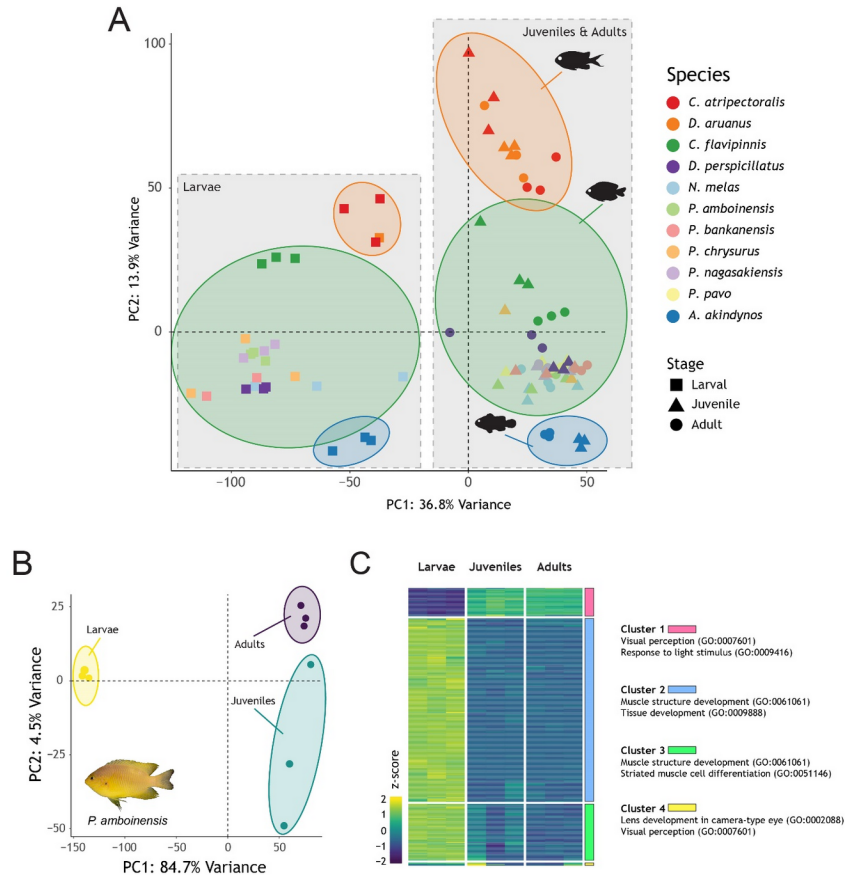 A
Juveniles & Adults
Larvae
PC2: 13.9% Variance
100
50
0
−100
−50
0
50
PC1: 36.8% Variance
Species
C. atripectoralis
D. aruanus
C. flavipinnis
D. perspicillatus
N. melas
P. amboinensis
P. bankanensis
P. chrysurus
P. nagasakiensis
P. pavo
A. akindynos
Stage
Larval
Juvenile
Adult
B
PC2: 4.5% Variance
25
0
−25
−50
Larvae
Adults
Juveniles
P. amboinensis
−150
−100
−50
0
50
PC1: 84.7% Variance
C
Larvae Juveniles Adults
z-score
2
1
0
−1
−2
Cluster 1
Visual perception (GO:0007601)
Response to light stimulus (GO:0009416)
Cluster 2
Muscle structure development (GO:0061061)
Tissue development (GO:0009888)
Cluster 3
Muscle structure development (GO:0061061)
Striated muscle cell differentiation (GO:0051146)
Cluster 4
Lens development in camera-type eye (GO:0002088)
Visual perception (GO:0007601)